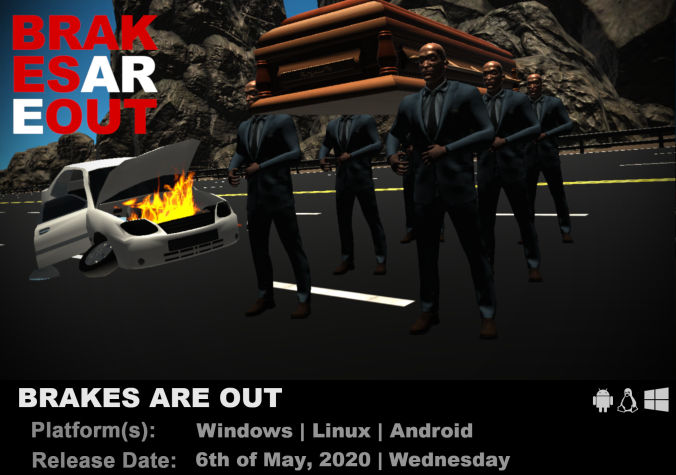 BRAK
ESAR
EOUT
BRAKES ARE OUT
Platform(s): Windows | Linux | Android
Release Date: 6th of May, 2020 | Wednesday